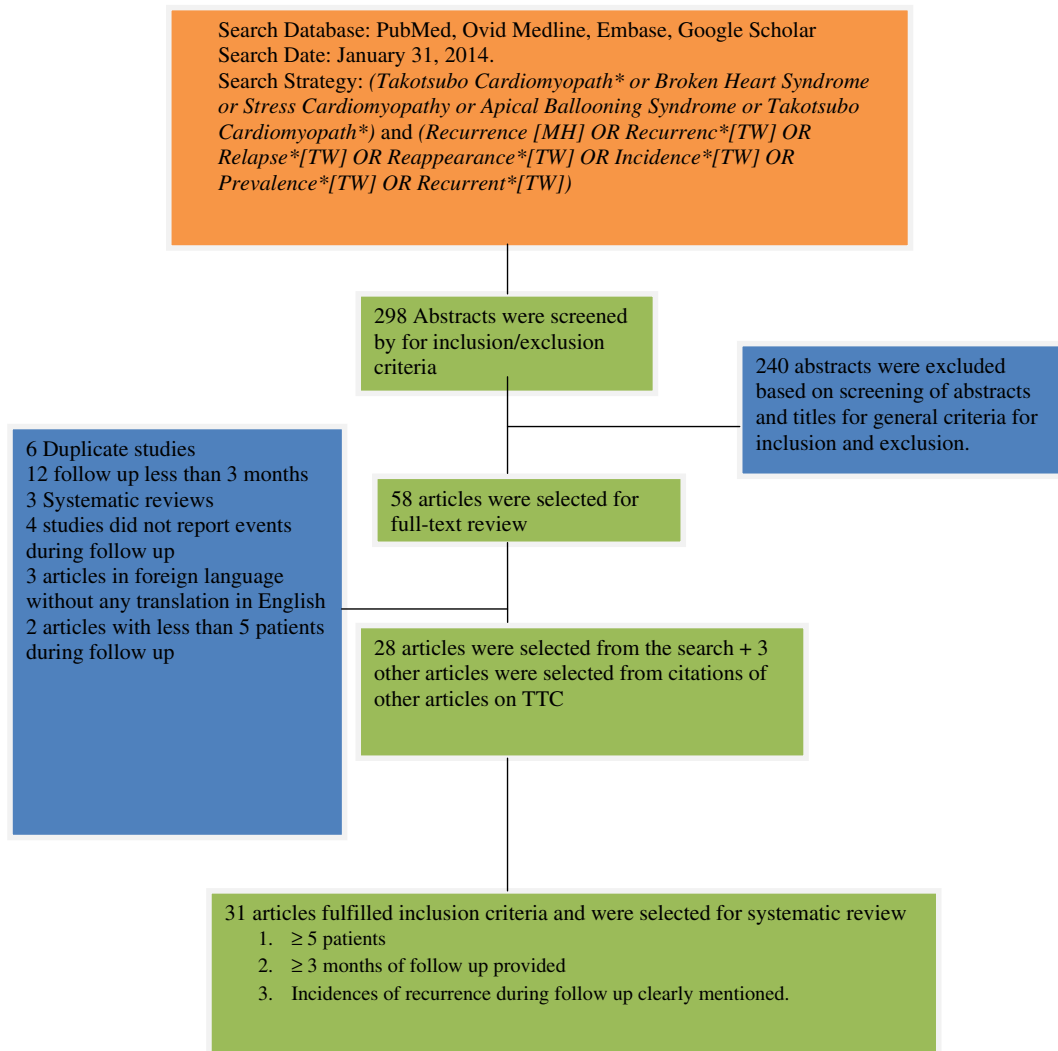 Search Database: PubMed, Ovid Medline, Embase, Google Scholar
Search Date: January 31, 2014.
Search Strategy: (Takotsubo Cardiomyopath* or Broken Heart Syndrome
or Stress Cardiomyopathy or Apical Ballooning Syndrome or Takotsubo
Cardiomyopath*) and (Recurrence [MH] OR Recurrenc*[TW] OR
Relapse*[TW] OR Reappearance*[TW] OR Incidence*[TW] OR
Prevalence*[TW] OR Recurrent*[TW])
298 Abstracts were screened
by for inclusion/exclusion
criteria
240 abstracts were excluded
based on screening of abstracts
and titles for general criteria for
inclusion and exclusion.
6 Duplicate studies
12 follow up less than 3 months
3 Systematic reviews
4 studies did not report events
during follow up
3 articles in foreign language
without any translation in English
2 articles with less than 5 patients
during follow up
58 articles were selected for
full-text review
28 articles were selected from the search + 3
other articles were selected from citations of
other articles on TTC
31 articles fulfilled inclusion criteria and were selected for systematic review
1. ≥ 5 patients
2. ≥ 3 months of follow up provided
3. Incidences of recurrence during follow up clearly mentioned.